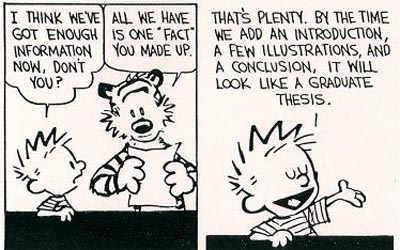 I THINK WE'VE
GOT ENOUGH
INFORMATION
NOW, DON'T
YOU?
ALL WE HAVE
IS ONE "FACT"
YOU MADE UP.
THAT'S PLENTY. BY THE TIME
WE ADD AN INTRODUCTION,
A FEW ILLUSTRATIONS, AND
A CONCLUSION, IT WILL
LOOK LIKE A GRADUATE
THESIS.